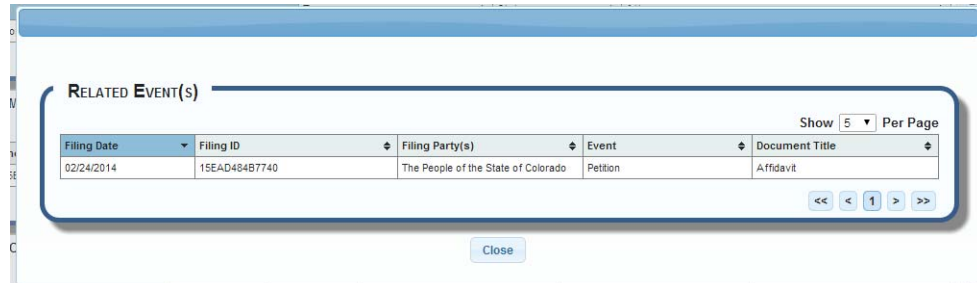 RELATED EVENT(S)
Show 5 Per Page
Filing Date Filing ID Filing Party(s) Event Document Title
02/24/2014 15EAD484B7740 The People of the State of Colorado Petition Affidavit
<< < 1 > >>
Close